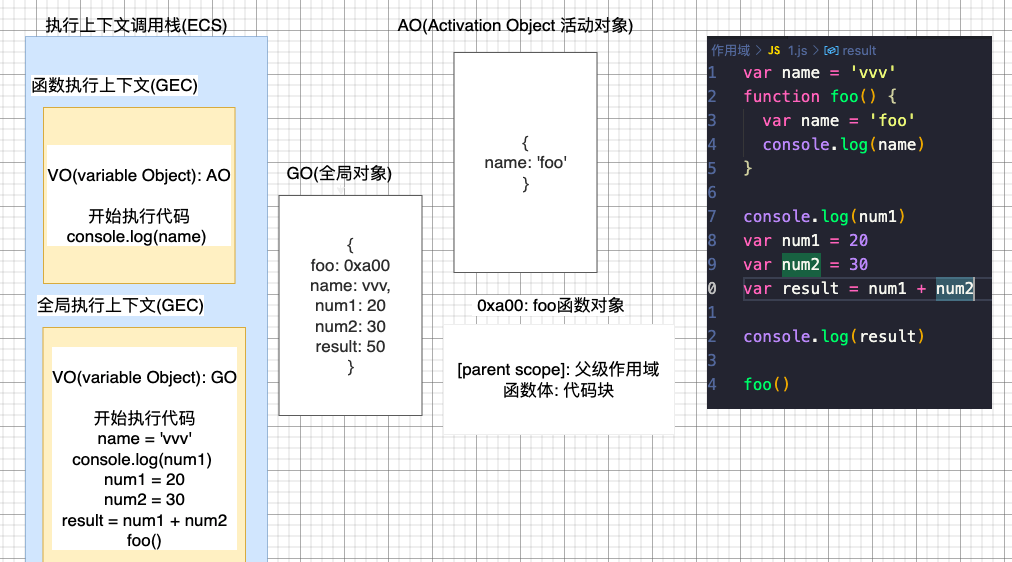 执行上下文调用栈(ECS)
函数执行上下文(GEC)
VO(variable Object): AO
开始执行代码
console.log(name)
全局执行上下文(GEC)
VO(variable Object): GO
开始执行代码
name = 'vvv'
console.log(num1)
num1 = 20
num2 = 30
result = num1 + num2
foo()
GO(全局对象)
{
foo: 0xa00
name: vvv,
num1: 20
num2: 30
result: 50
}
AO(Activation Object 活动对象)
{
name: 'foo'
}
0xa00: foo函数对象
[parent scope]: 父级作用域
函数体: 代码块
作用域 > JS 1.js > result
1 var name = 'vvv'
2 function foo() {
3 var name = 'foo'
4 console.log(name)
5 }
6
7 console.log(num1)
8 var num1 = 20
9 var num2 = 30
0 var result = num1 + num2
1
2 console.log(result)
3
4 foo()